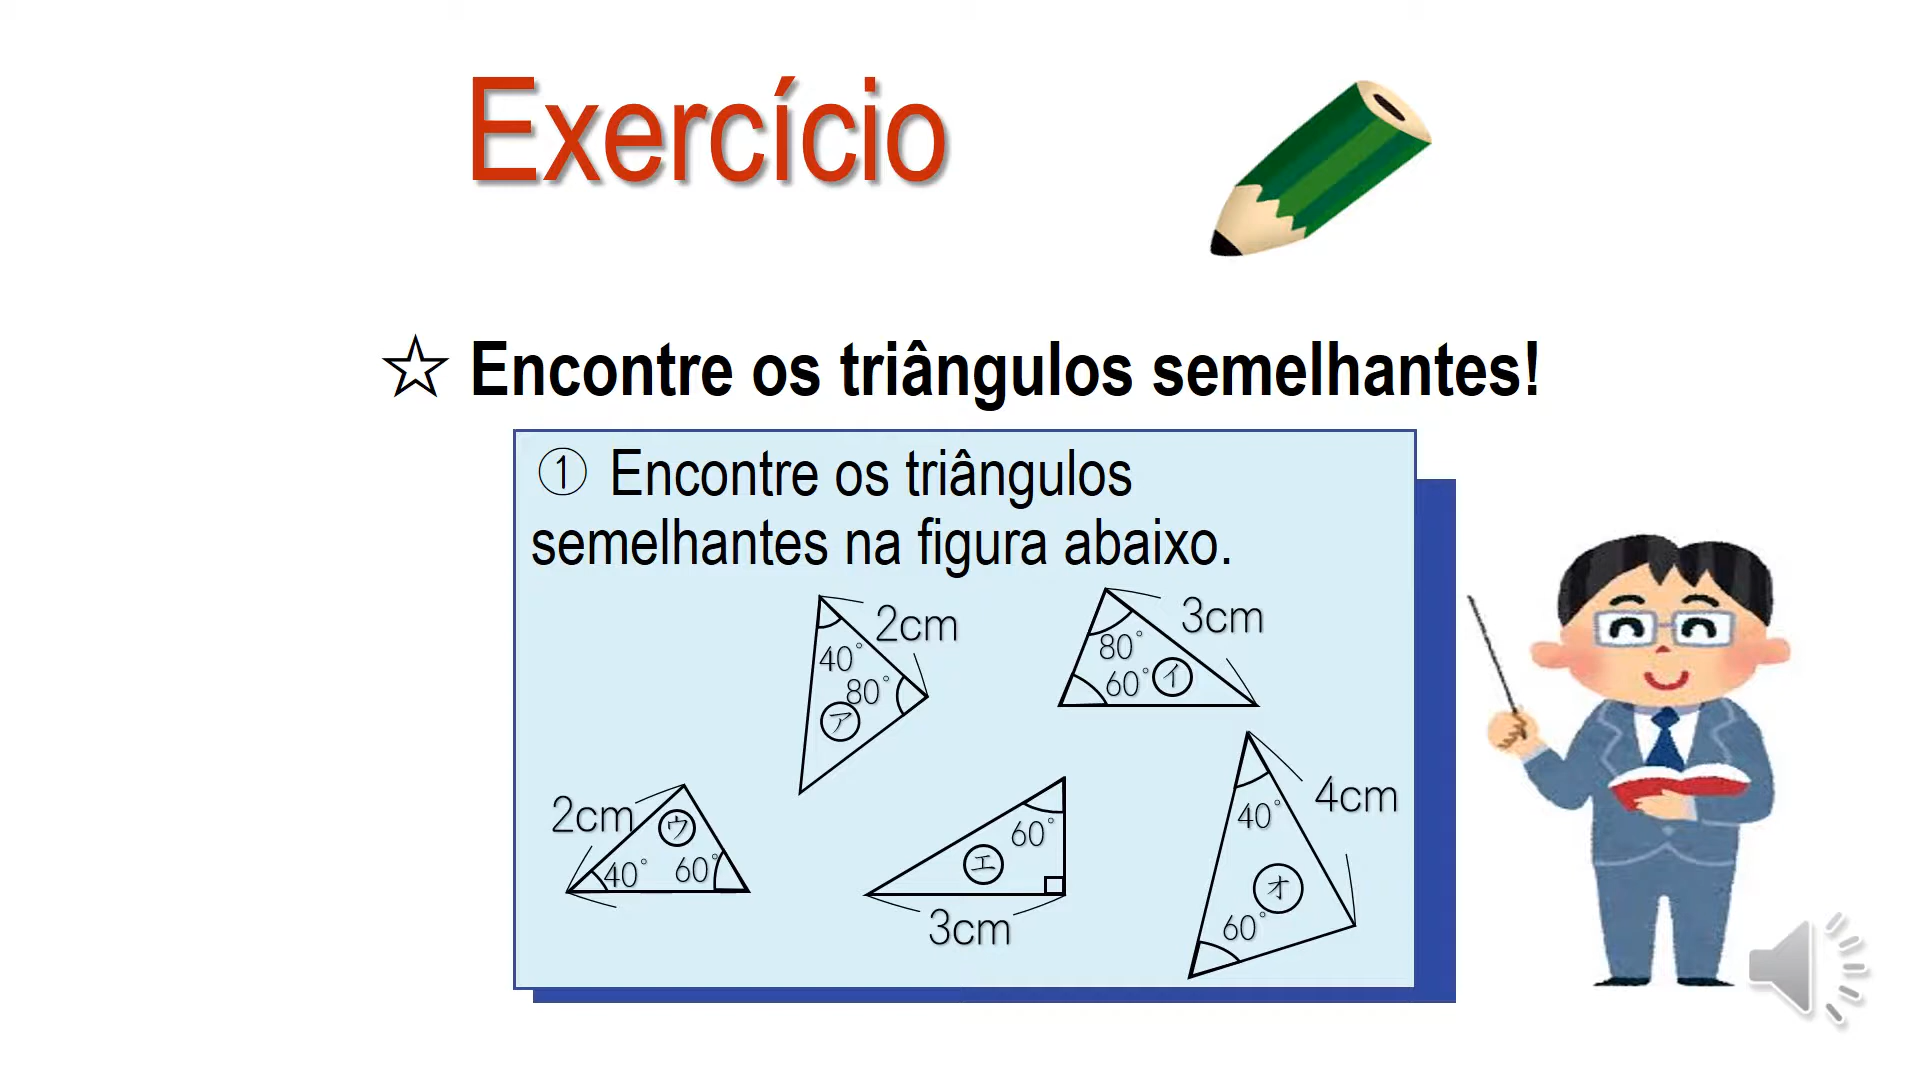 Exercício
☆ Encontre os triângulos semelhantes!
① Encontre os triângulos
semelhantes na figura abaixo.
2cm
40°
80°
ア
3cm
80°
60°
イ
2cm
ウ
40°
60°
60°
エ
3cm
4cm
40°
オ
60°